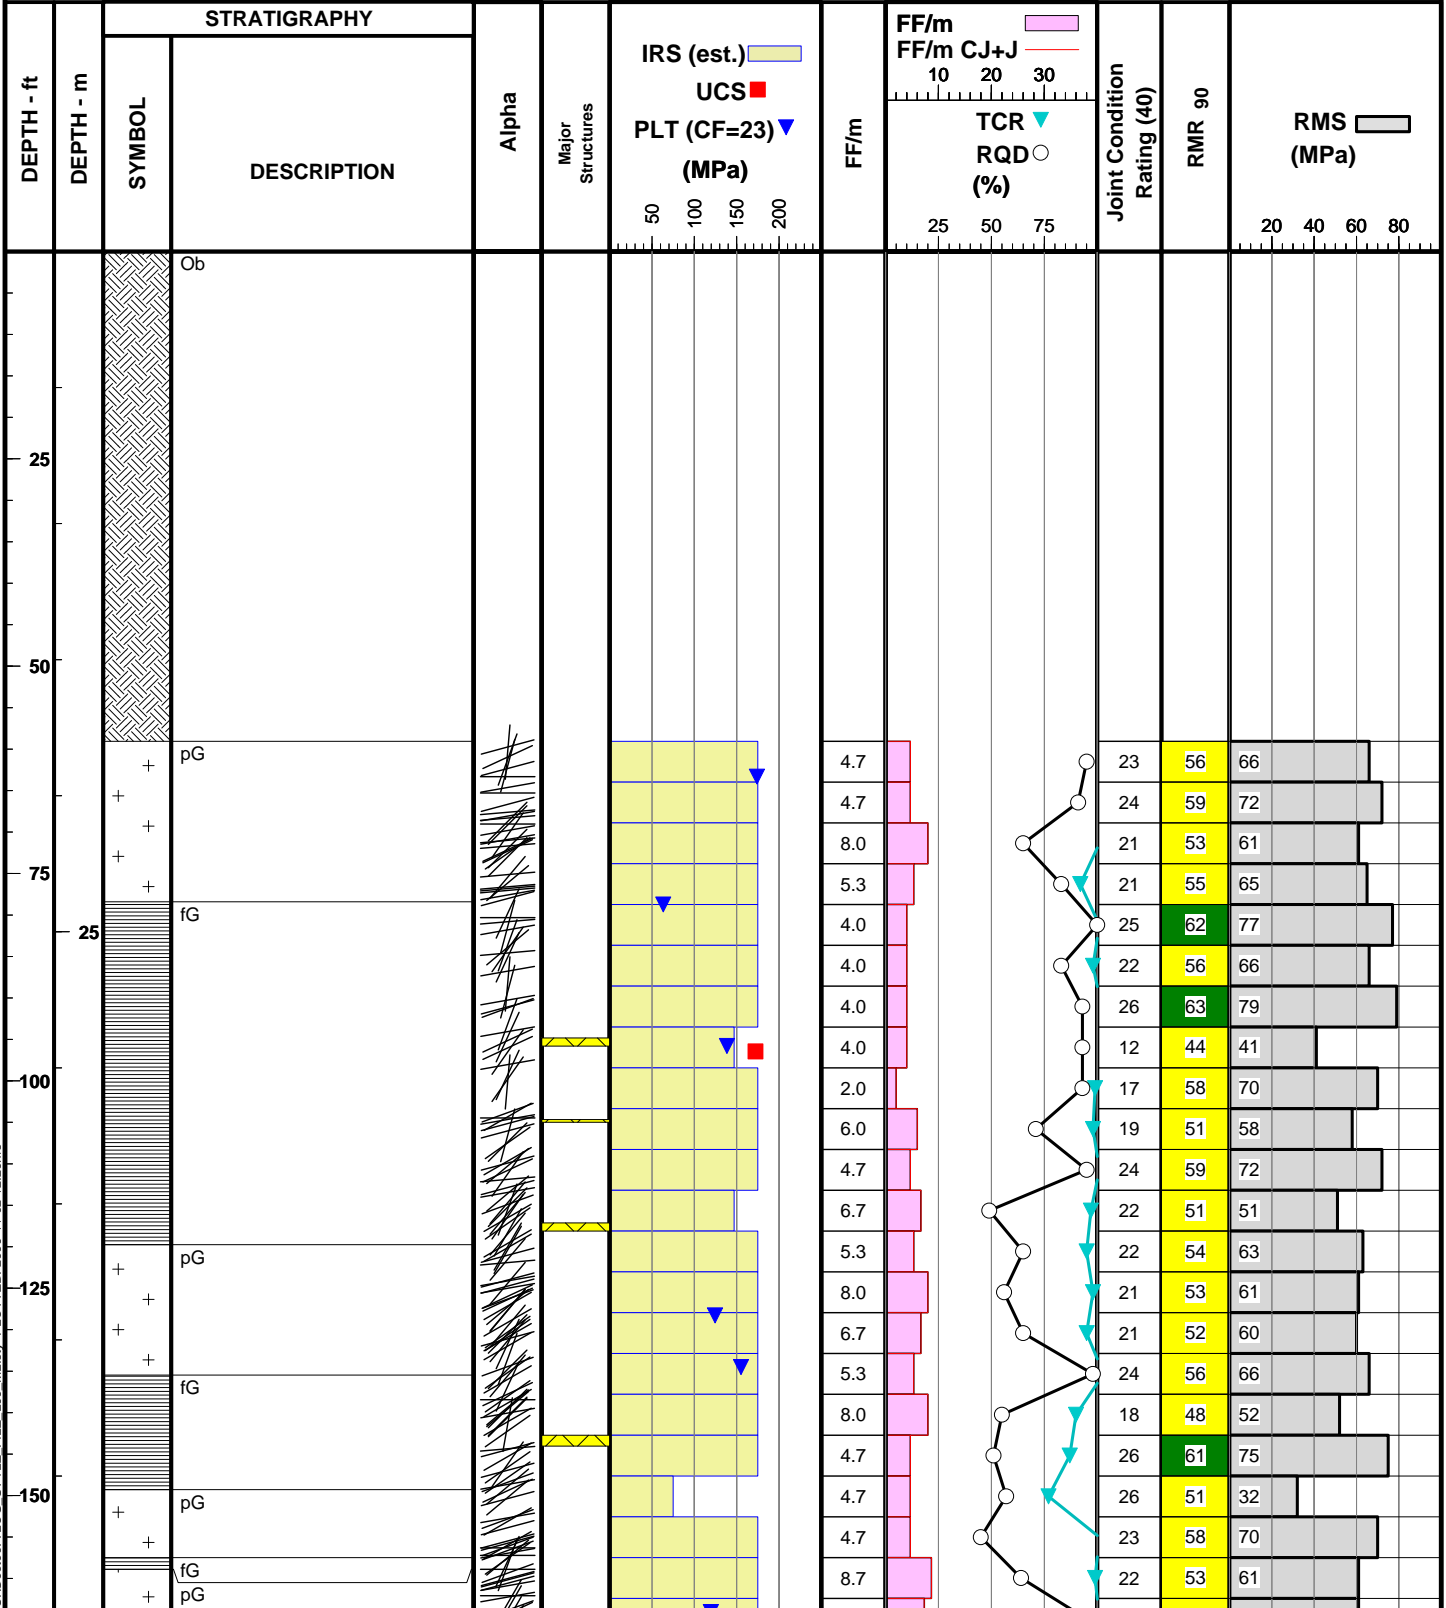 STRATIGRAPHY
DEPTH - ft
DEPTH - m
SYMBOL
DESCRIPTION
Alpha
Major
Structures
IRS (est.)
UCS
PLT (CF=23)
(MPa)
50 100 150 200
FF/m
FF/m
FF/m CJ+J
10 20 30
TCR
RQD
(%)
25 50 75
Joint Condition
Rating (40)
RMR 90
RMS
(MPa)
20 40 60 80
Ob
25
50
pG
4.7 23 56 66
4.7 24 59 72
8.0 21 53 61
75
5.3 21 55 65
fG
25
4.0 25 62 77
4.0 22 56 66
4.0 26 63 79
4.0 12 44 41
100
2.0 17 58 70
6.0 19 51 58
4.7 24 59 72
6.7 22 51 51
pG
5.3 22 54 63
125
8.0 21 53 61
6.7 21 52 60
5.3 24 56 66
fG
8.0 18 48 52
4.7 26 61 75
150
pG
4.7 26 51 32
4.7 23 58 70
fG
8.7 22 53 61
pG